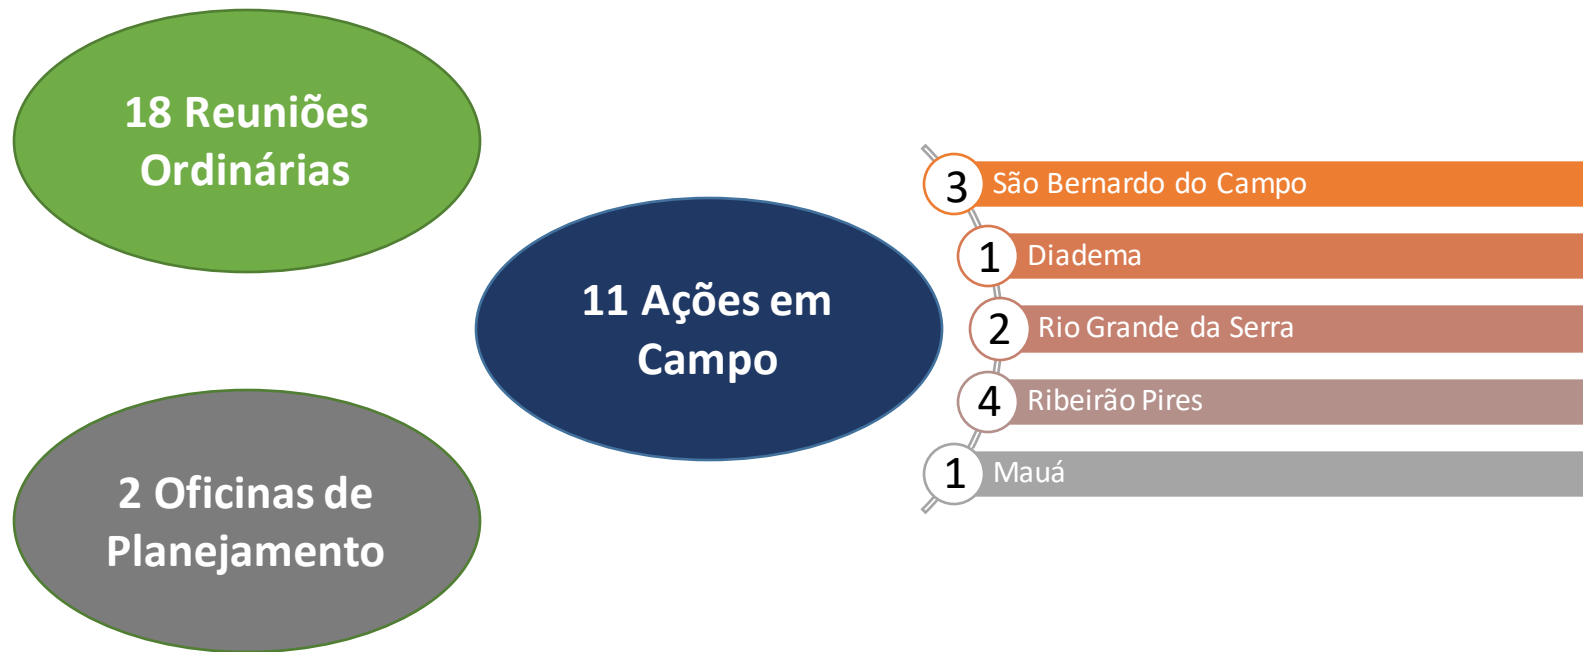 18 Reuniões
Ordinárias
2 Oficinas de
Planejamento
11 Ações em
Campo
3 São Bernardo do Campo
1 Diadema
2 Rio Grande da Serra
4 Ribeirão Pires
1 Mauá